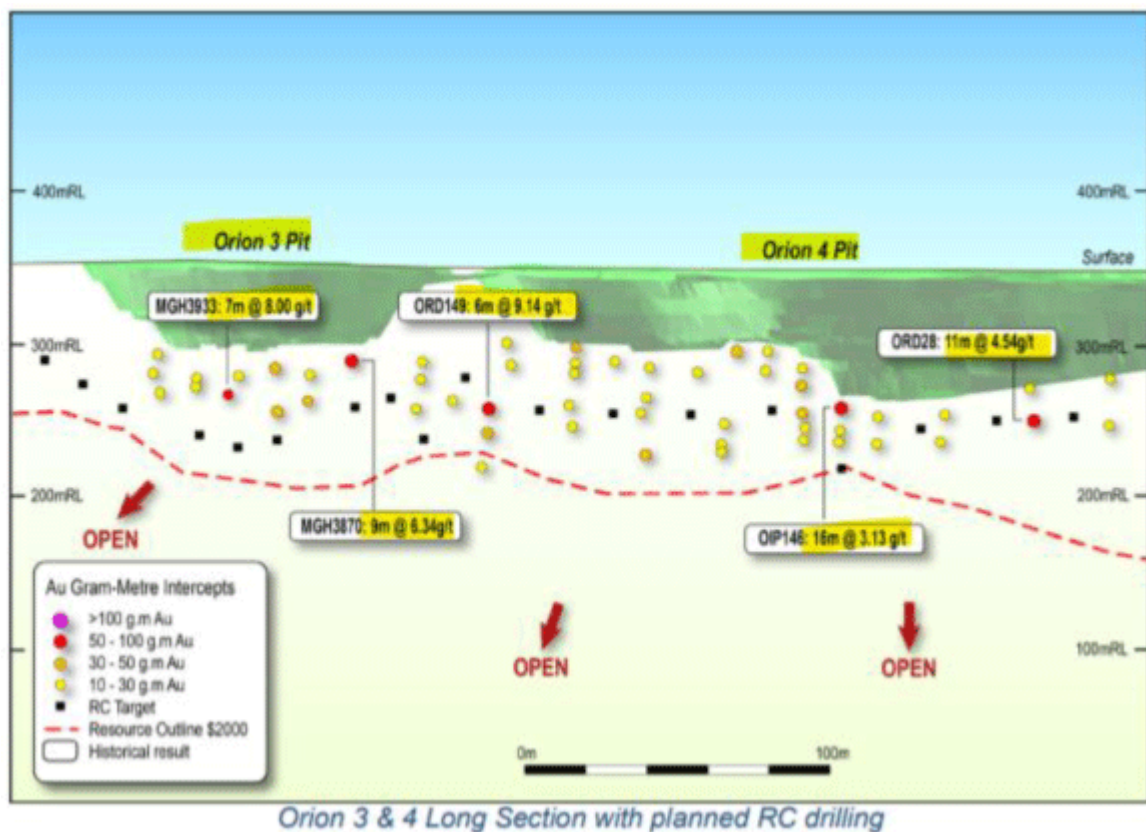 400mRL
400mRL
Orion 3 Pit
Orion 4 Pit
Surface
MGH3933: 7m @ 8.00 g/t
ORD149: 6m @ 9.14 g/t
300mRL
300mRL
ORD28: 11m @ 4.54g/t
200mRL
200mRL
MGH3870: 9m @ 6.34g/t
OIP146: 16m @ 3.13 g/t
OPEN
Au Gram-Metre Intercepts
>100 g.m Au
50 - 100 g.m Au
30 - 50 g.m Au
10 - 30 g.m Au
RC Target
Resource Outline $2000
Historical result
OPEN
OPEN
100mRL
0m
100m
Orion 3 & 4 Long Section with planned RC drilling